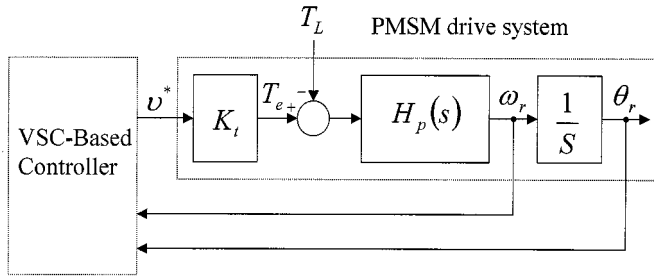 T_L
PMSM drive system
VSC-Based
Controller
υ*
K_t
T_e
+
−
H_p(s)
ω_r
1/S
θ_r